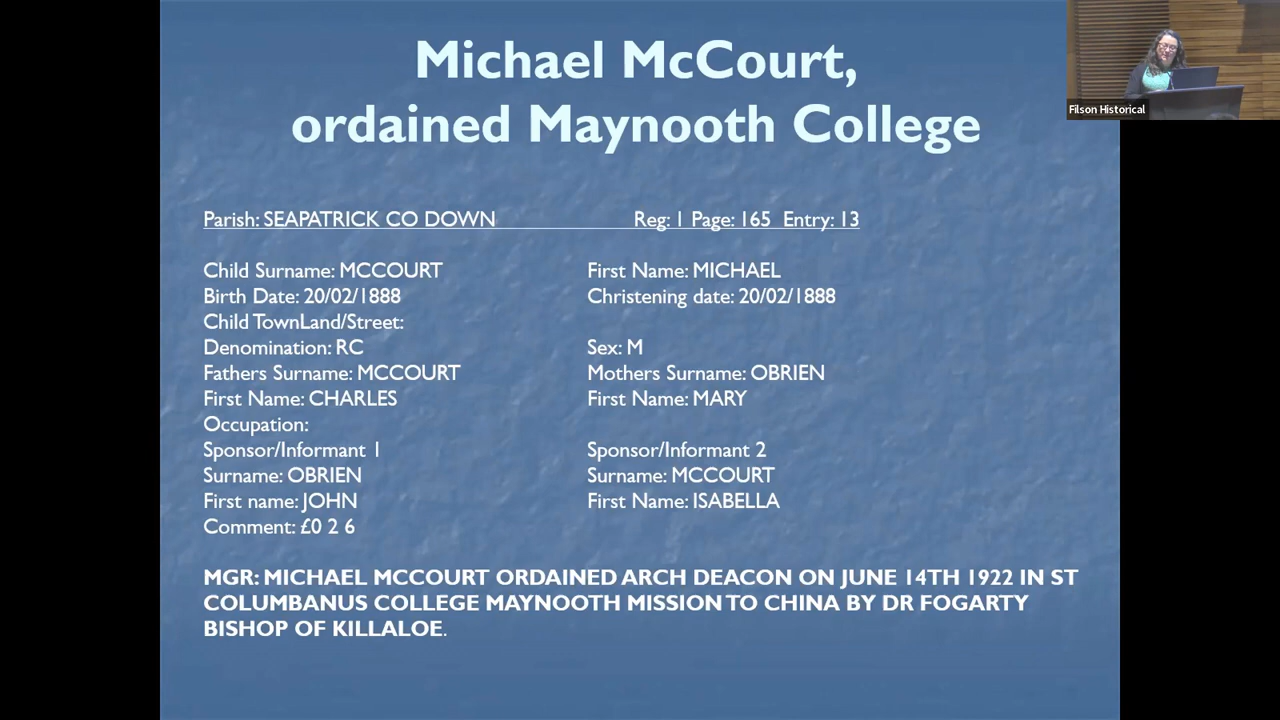 Michael McCourt,
ordained Maynooth College
Filson Historical
Parish: SEAPATRICK CO DOWN Reg: 1 Page: 165 Entry: 13
Child Surname: MCCOURT First Name: MICHAEL
Birth Date: 20/02/1888 Christening date: 20/02/1888
Child TownLand/Street:
Denomination: RC Sex: M
Fathers Surname: MCCOURT Mothers Surname: OBRIEN
First Name: CHARLES First Name: MARY
Occupation:
Sponsor/Informant 1 Sponsor/Informant 2
Surname: OBRIEN Surname: MCCOURT
First name: JOHN First Name: ISABELLA
Comment: £0 2 6
MGR: MICHAEL MCCOURT ORDAINED ARCH DEACON ON JUNE 14TH 1922 IN ST
COLUMBANUS COLLEGE MAYNOOTH MISSION TO CHINA BY DR FOGARTY
BISHOP OF KILLALOE.